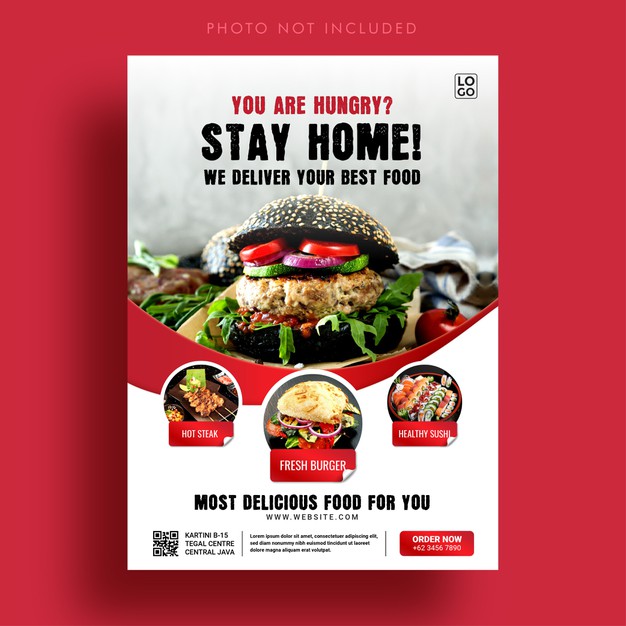 PHOTO NOT INCLUDED
LO
GO
YOU ARE HUNGRY?
STAY HOME!
WE DELIVER YOUR BEST FOOD
HOT STEAK
FRESH BURGER
HEALTHY SUSHI
MOST DELICIOUS FOOD FOR YOU
WWW.WEBSITE.COM
KARTINI B-15
TEGAL CENTRE
CENTRAL JAVA
Lorem ipsum dolor sit amet, consectetuer
adipiscing elit, sed diam nonummy nibh
euismod tincidunt ut laoreet dolore
magna aliquam erat volutpat.
ORDER NOW
+62 3456 7890